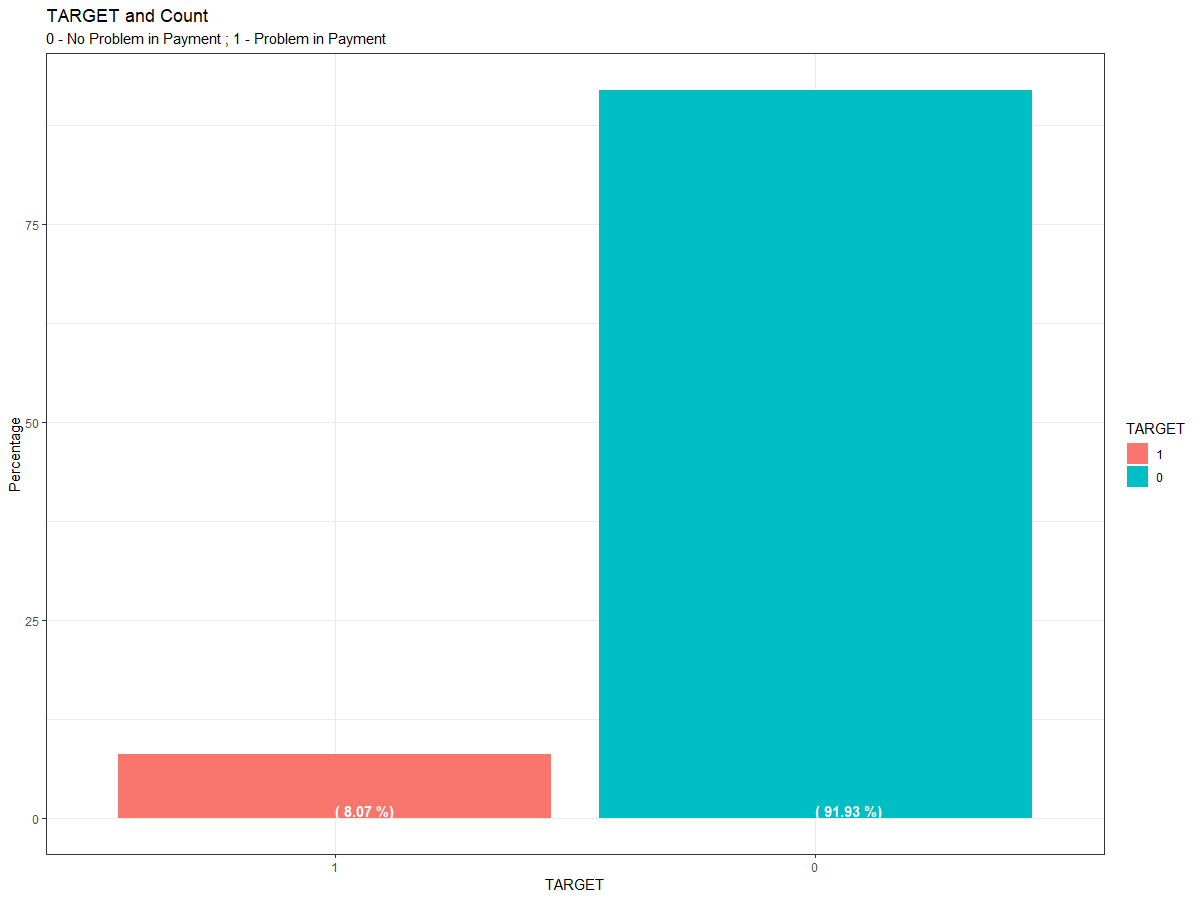 TARGET and Count
0 - No Problem in Payment ; 1 - Problem in Payment
Percentage
75
50
25
0
( 8.07 %)
( 91.93 %)
1
0
TARGET
TARGET
1
0